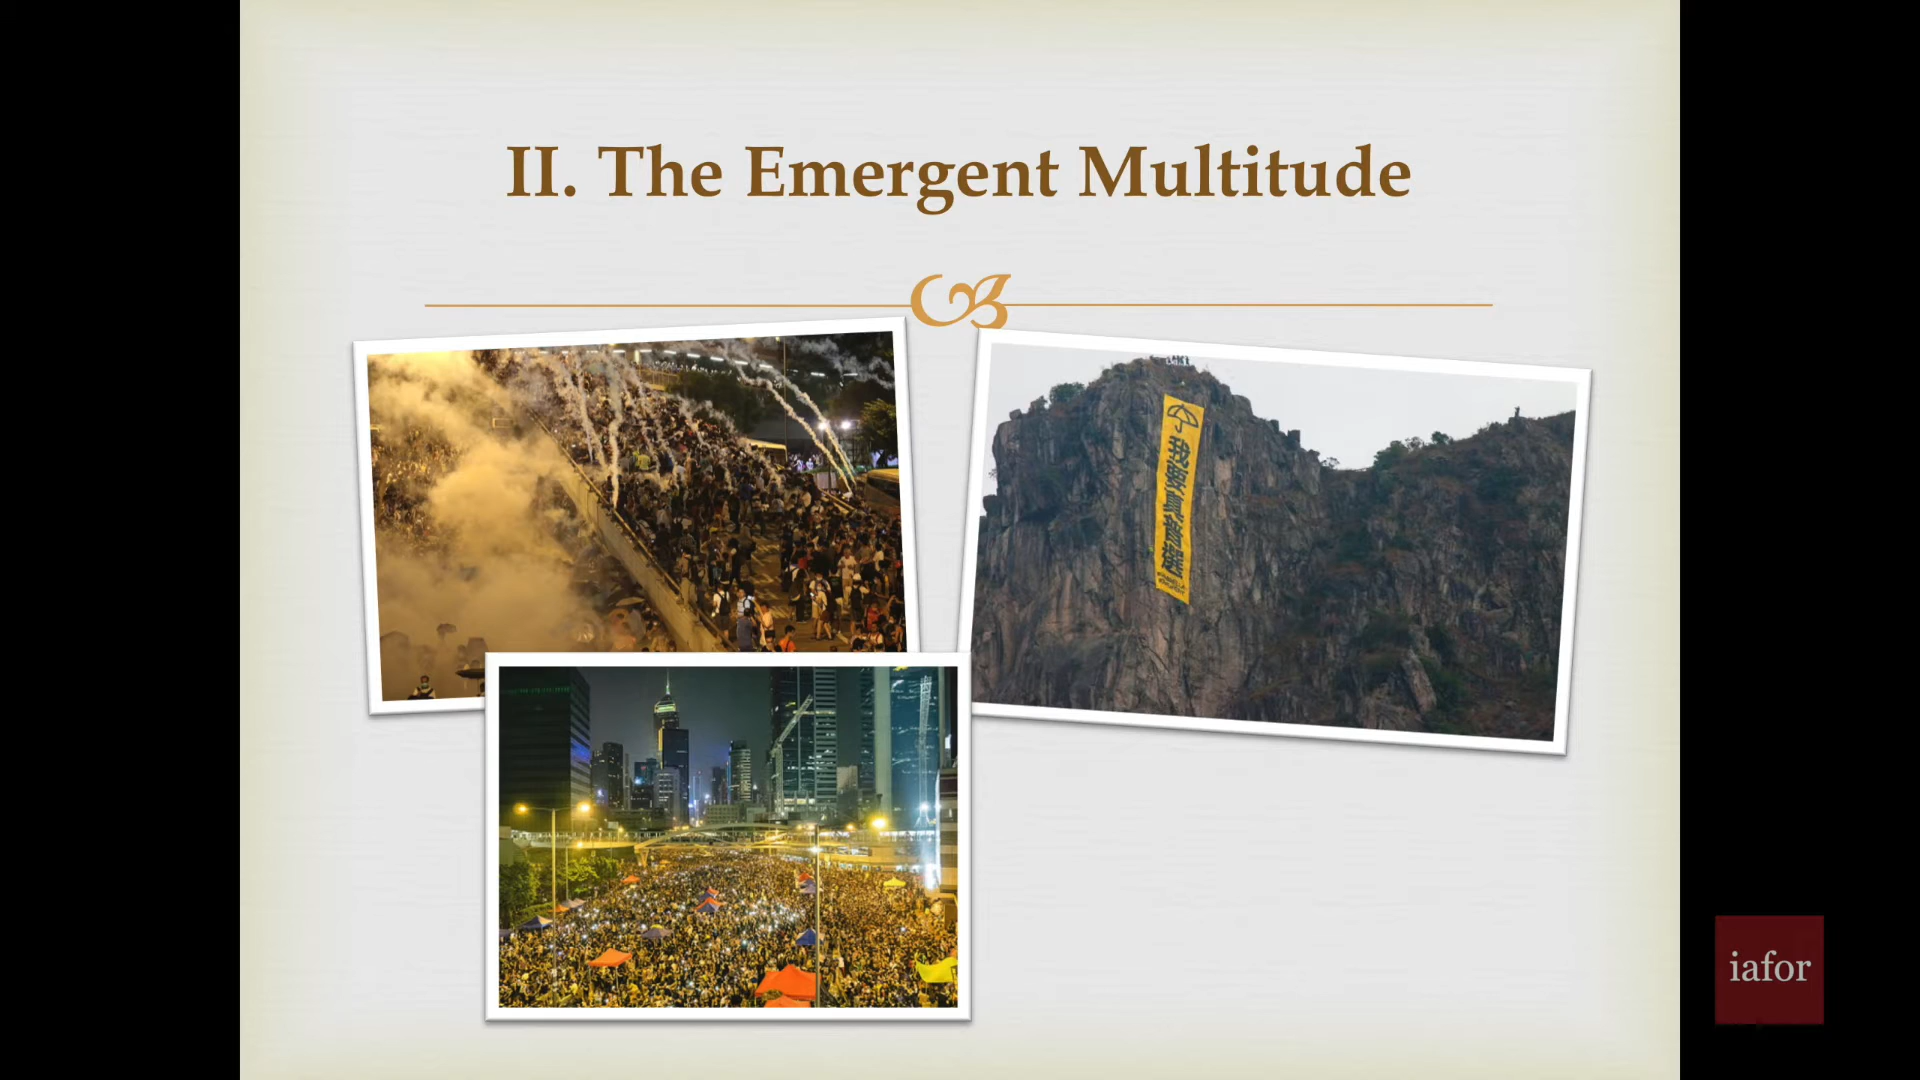 II. The Emergent Multitude
我要真普選
iafor